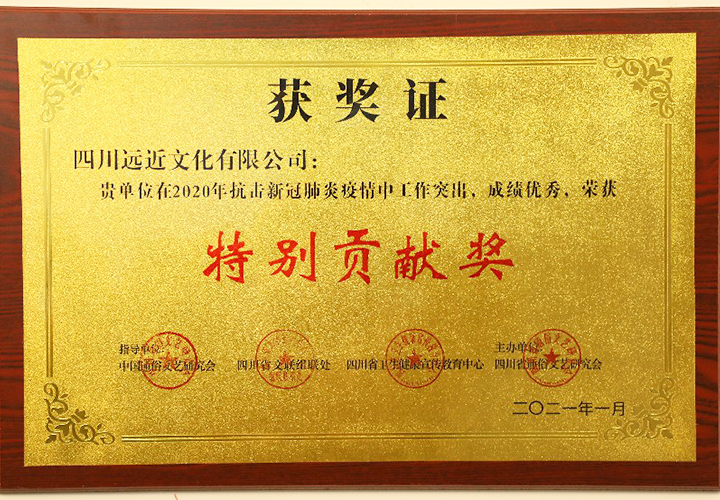 获奖证
四川远近文化有限公司：
贵单位在2020年抗击新冠肺炎疫情中工作突出，成绩优秀，荣获
特别贡献奖
指导单位：
主办单位：
中国通俗文艺研究会 四川省文联组联处 四川省卫生健康宣传教育中心 四川省通俗文艺研究会
二〇二一年一月